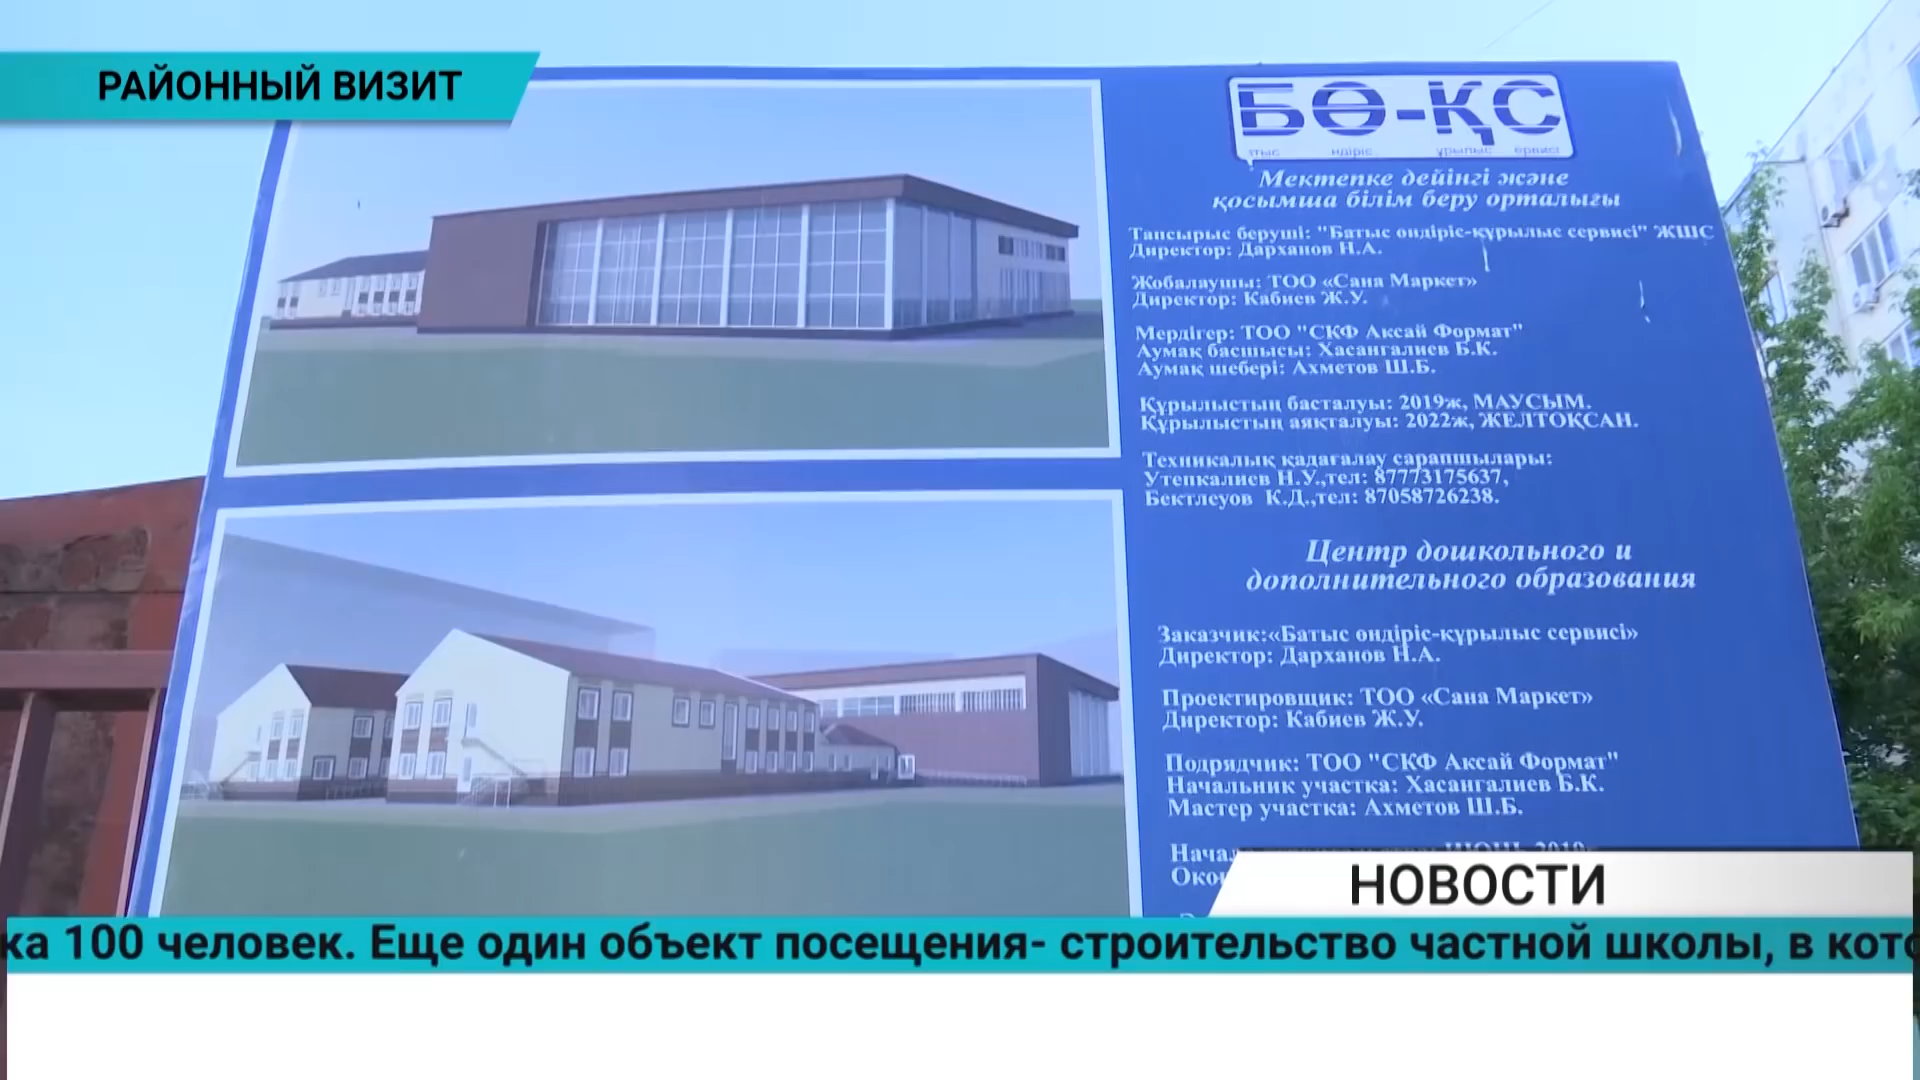 РАЙОННЫЙ ВИЗИТ
БӨ-ҚС
Мектепке дейінгі және
қосымша білім беру орталығы
Тапсырыс беруші: "Батыс өндіріс-құрылыс сервисі" ЖШС
Директор: Дарханов Н.А.
Жобалаушы: ТОО «Сана Маркет»
Директор: Кабиев Ж.У.
Мердігер: ТОО "СКФ Аксай Формат"
Аумақ басшысы: Хасангалиев Б.К.
Аумақ шебері: Ахметов Ш.Б.
Құрылыстың басталуы: 2019ж, МАУСЫМ.
Құрылыстың аяқталуы: 2022ж, ЖЕЛТОҚСАН.
Техникалық қадағалау сарапшылары:
Утепкалиев Н.У.,тел: 87773175637,
Бектлеуов К.Д.,тел: 87058726238.
Центр дошкольного и
дополнительного образования
Заказчик:«Батыс өндіріс-құрылыс сервисі»
Директор: Дарханов Н.А.
Проектировщик: ТОО «Сана Маркет»
Директор: Кабиев Ж.У.
Подрядчик: ТОО "СКФ Аксай Формат"
Начальник участка: Хасангалиев Б.К.
Мастер участка: Ахметов Ш.Б.
НОВОСТИ
ка 100 человек. Еще один объект посещения- строительство частной школы, в кото